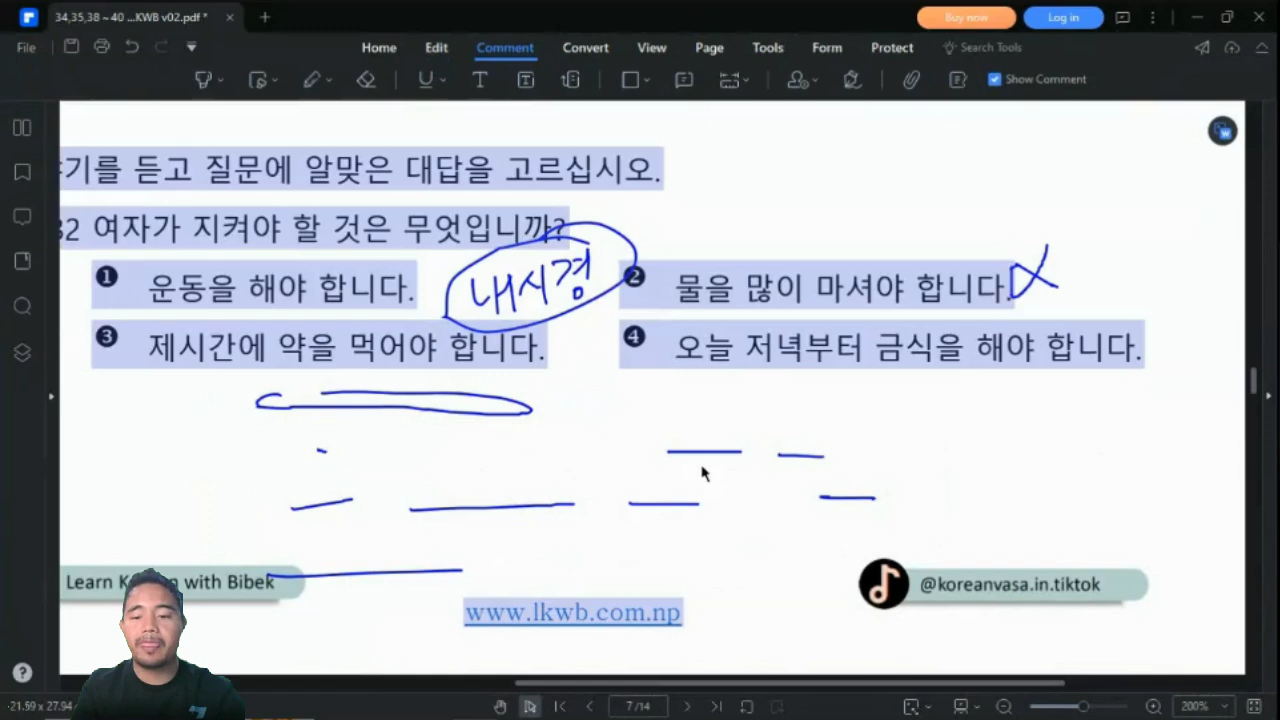 34,35,38 ~ 40 ...KWB v02.pdf *
Buy now
Log in
File
Home Edit Comment Convert View Page Tools Form Protect Search Tools
Show Comment
기를 듣고 질문에 알맞은 대답을 고르십시오.
32 여자가 지켜야 할 것은 무엇입니까?
내시경
❶ 운동을 해야 합니다. ❷ 물을 많이 마셔야 합니다.
❸ 제시간에 약을 먹어야 합니다. ❹ 오늘 저녁부터 금식을 해야 합니다.
Learn with Bibek
@koreanvasa.in.tiktok
www.lkwb.com.np
-21.59 x 27.94
7 /14
200%